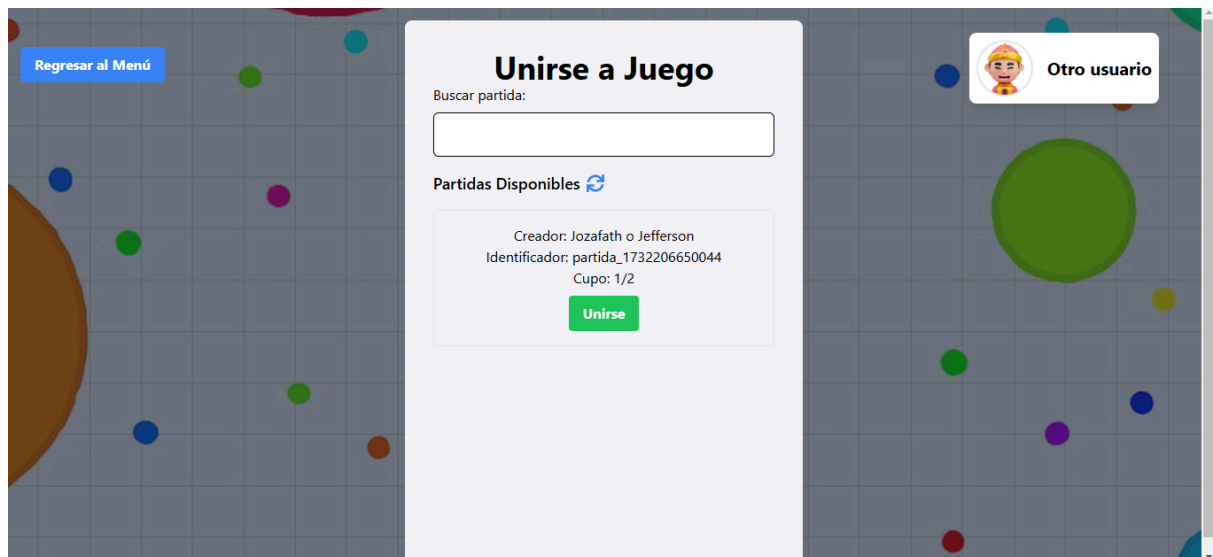 Regresar al Menú
Unirse a Juego
Otro usuario
Buscar partida:
Partidas Disponibles
Creador: Jozafath o Jefferson
Identificador: partida_1732206650044
Cupo: 1/2
Unirse